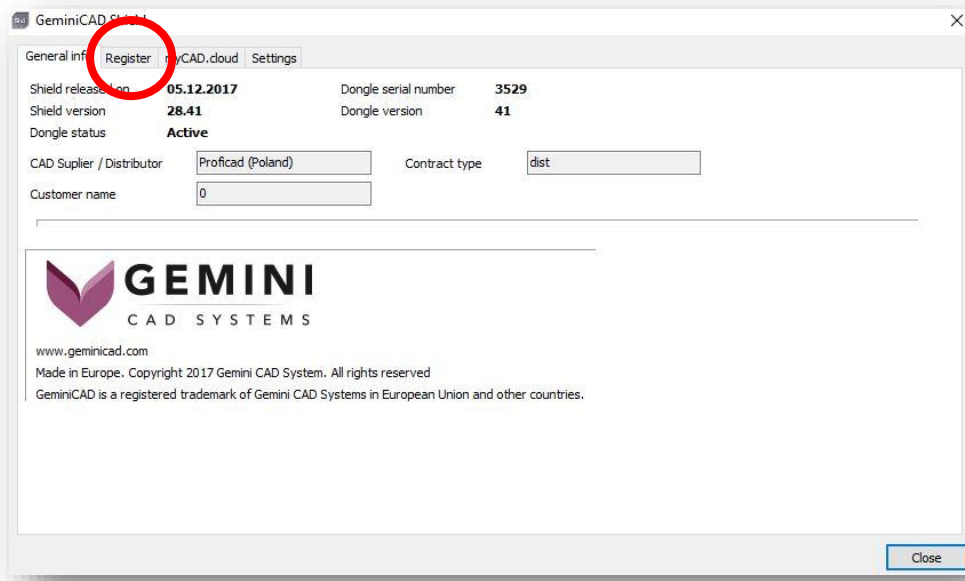 GeminiCAD Shield
General info Register myCAD.cloud Settings
Shield released on 05.12.2017 Dongle serial number 3529
Shield version 28.41 Dongle version 41
Dongle status Active
CAD Suplier / Distributor Proficad (Poland) Contract type dist
Customer name 0
GEMINI
CAD SYSTEMS
www.geminicad.com
Made in Europe. Copyright 2017 Gemini CAD System. All rights reserved
GeminiCAD is a registered trademark of Gemini CAD Systems in European Union and other countries.
Close